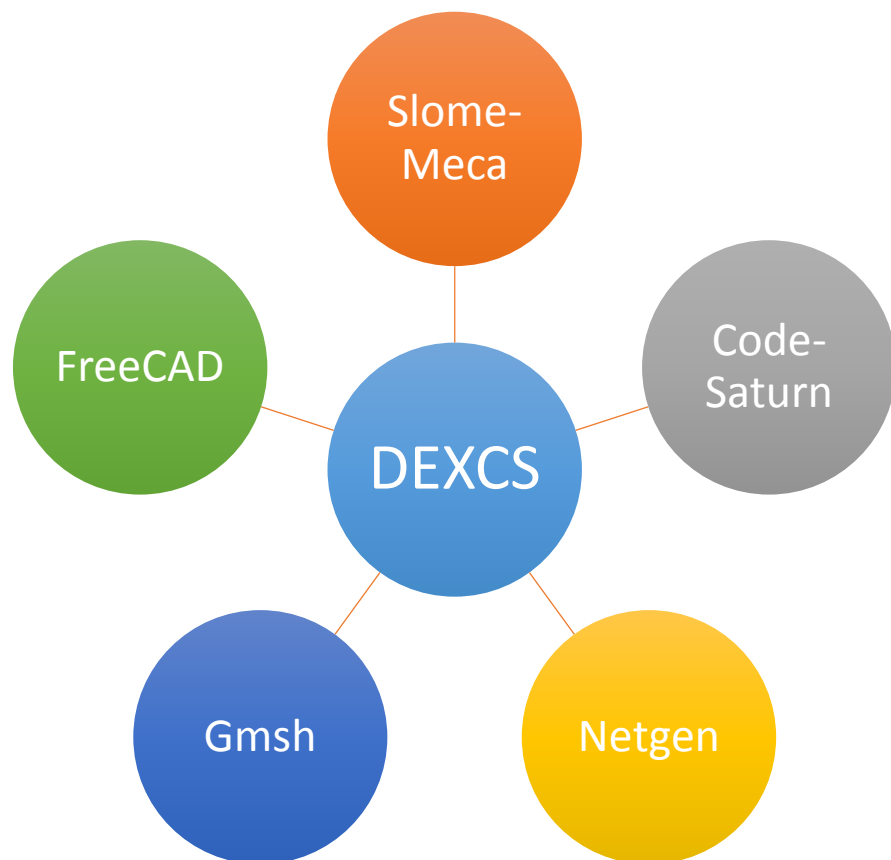 Slome-
Meca
FreeCAD
Code-
Saturn
DEXCS
Gmsh
Netgen